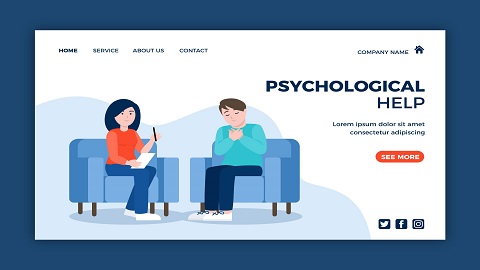 HOME SERVICE ABOUT US CONTACT
COMPANY NAME
PSYCHOLOGICAL
HELP
Lorem ipsum dolor sit amet
consectetur adipiscing
SEE MORE